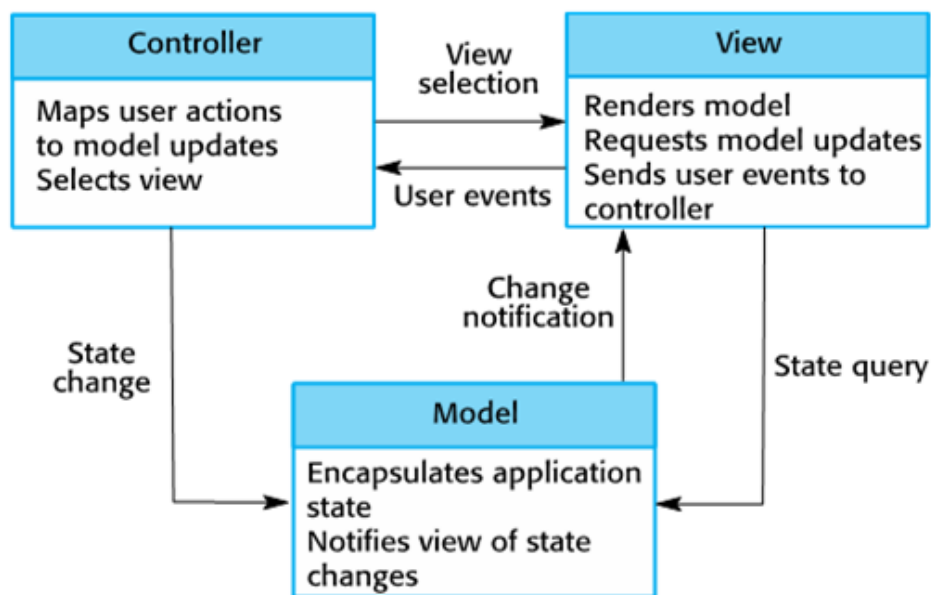 Controller
Maps user actions
to model updates
Selects view
View
selection
User events
View
Renders model
Requests model updates
Sends user events to
controller
State
change
Change
notification
State query
Model
Encapsulates application
state
Notifies view of state
changes